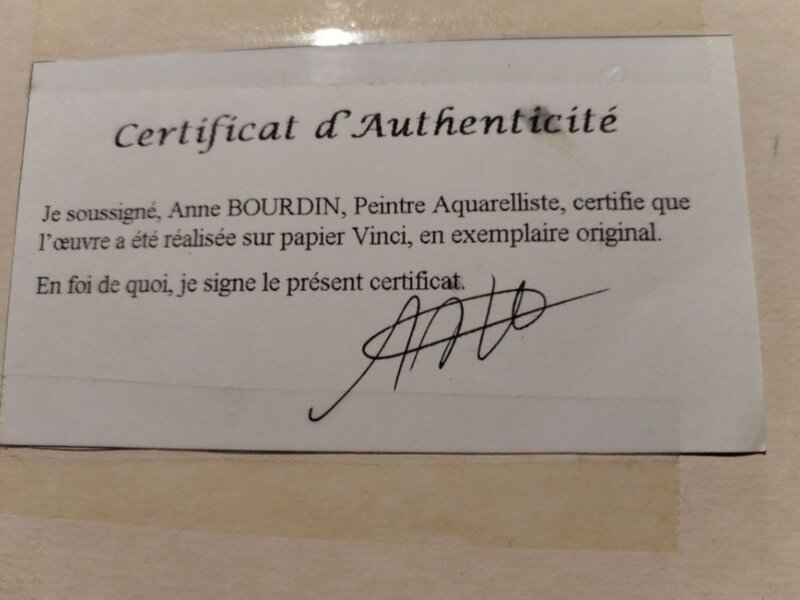 Certificat d'Authenticité
Je soussigné, Anne BOURDIN, Peintre Aquarelliste, certifie que
l'œuvre a été réalisée sur papier Vinci, en exemplaire original.
En foi de quoi, je signe le présent certificat.